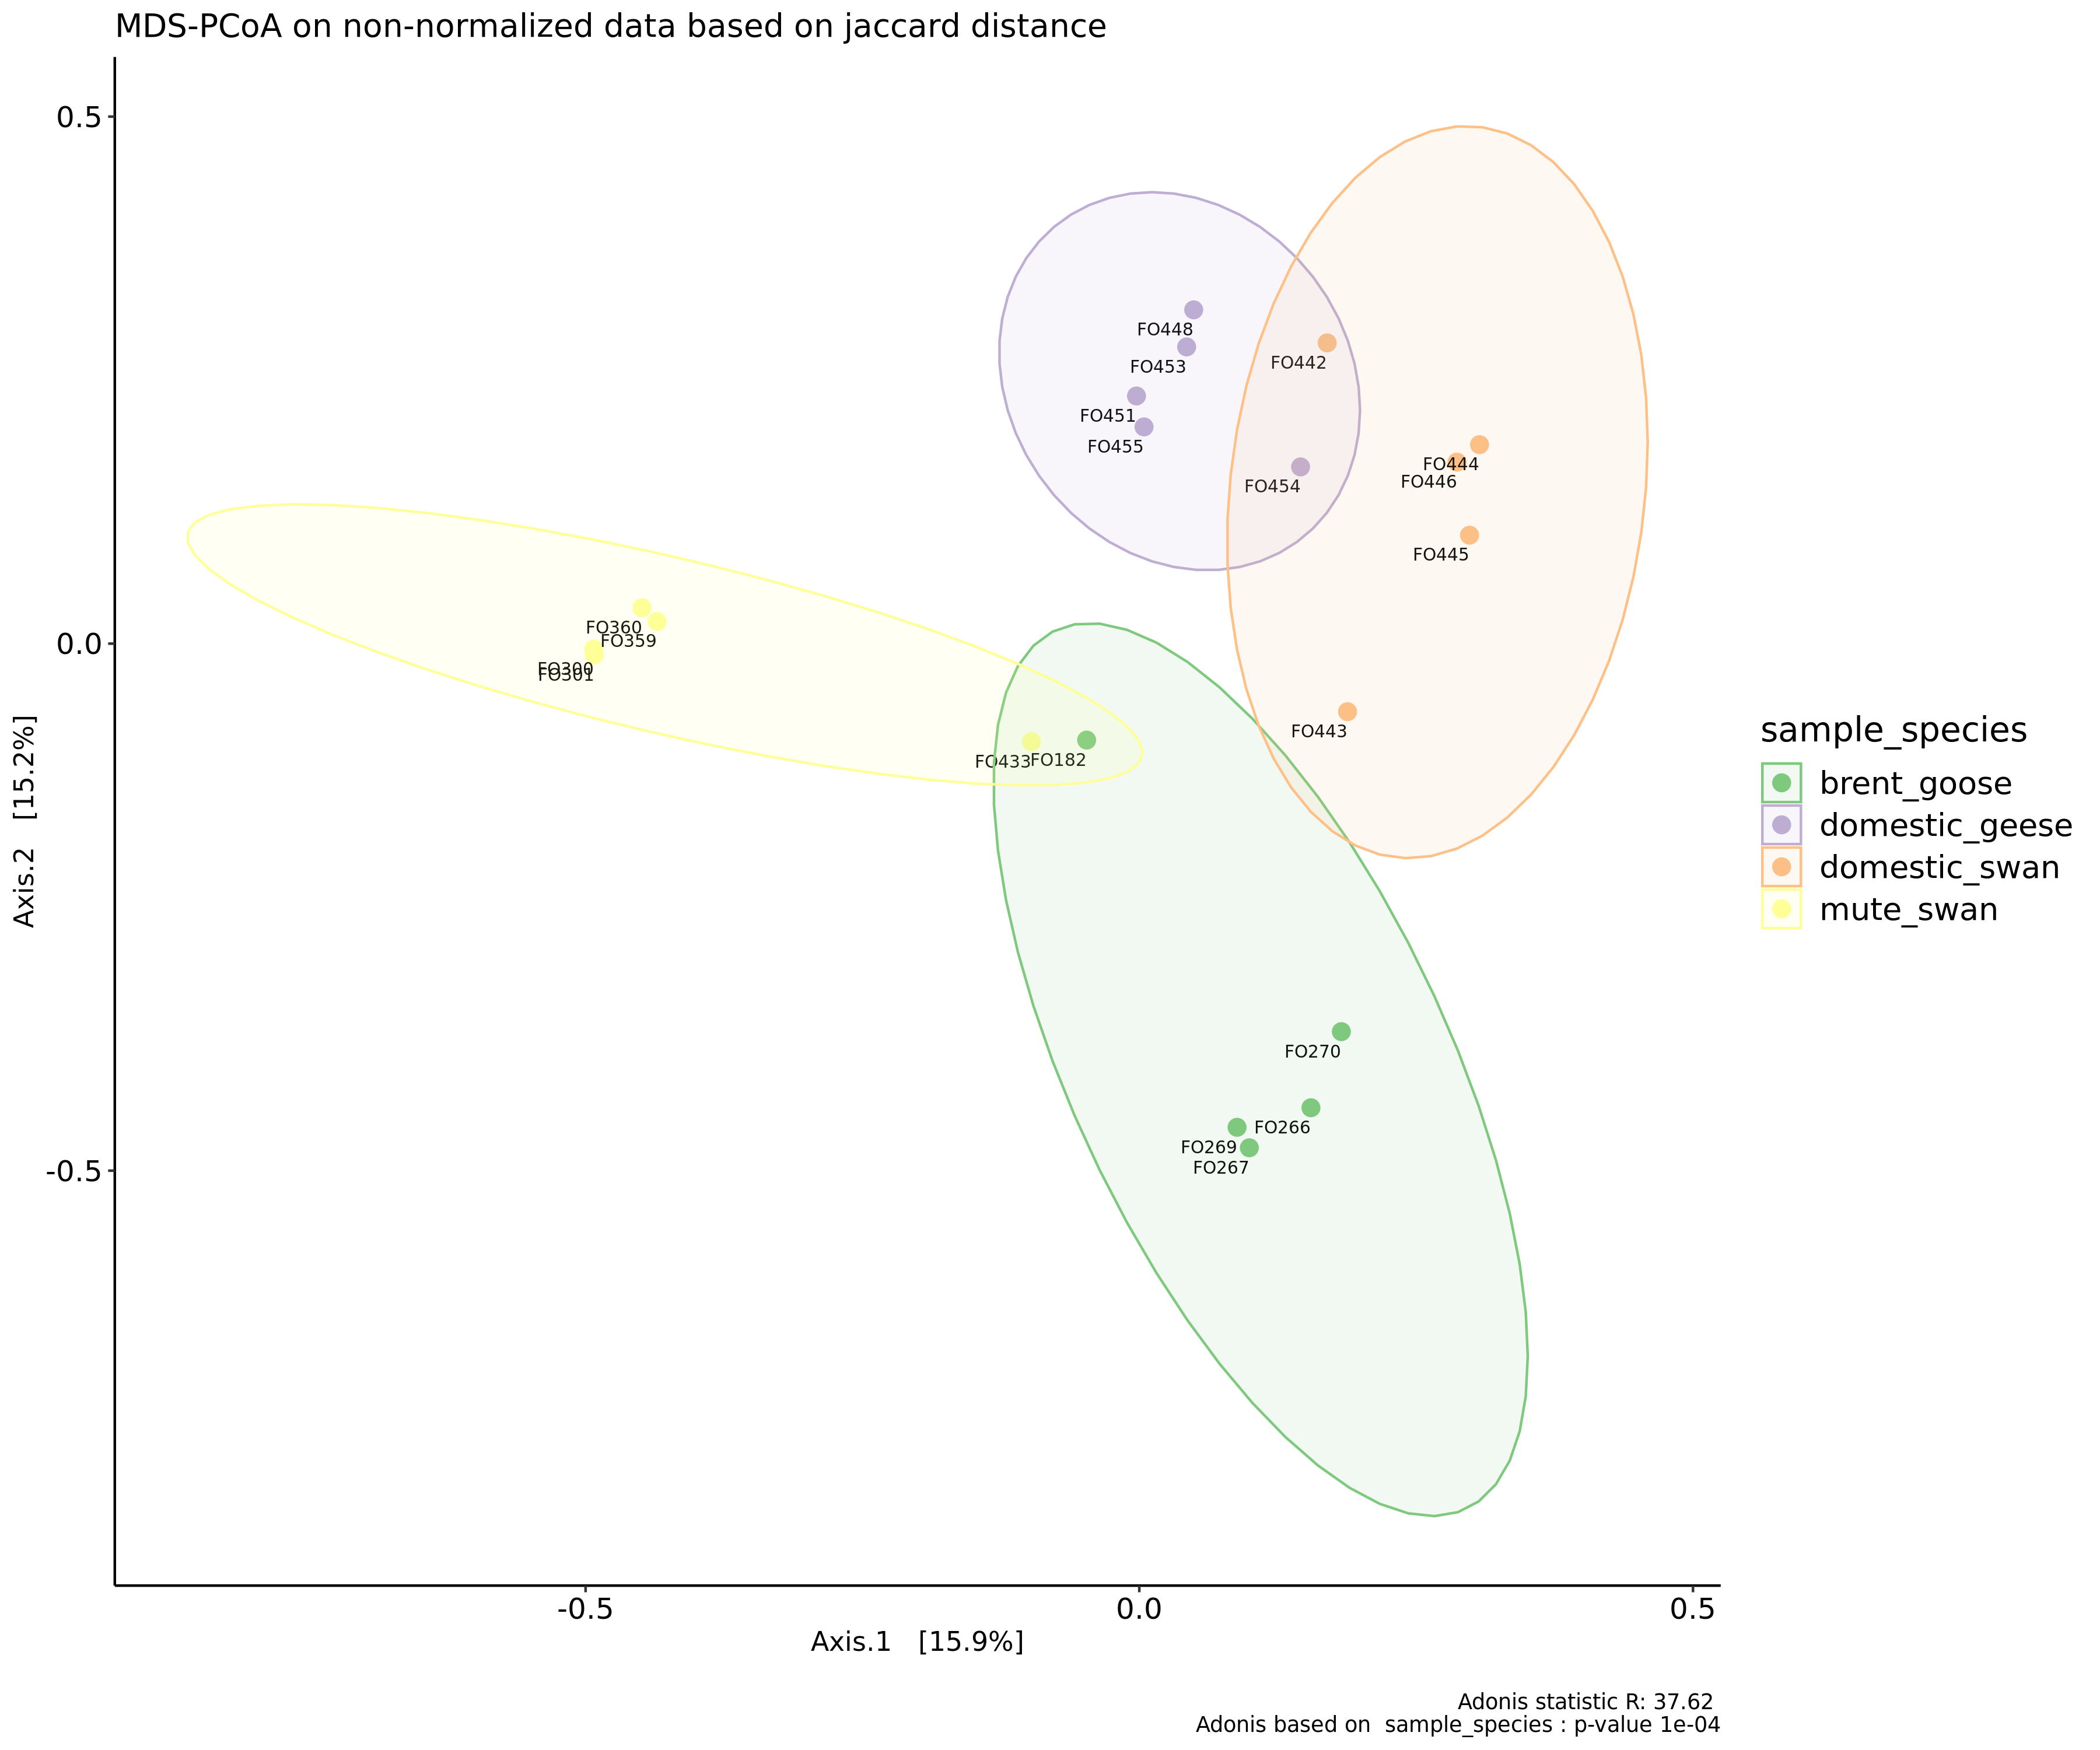 MDS-PCoA on non-normalized data based on jaccard distance
0.5
FO448
FO453
FO442
FO451
FO455
FO444
FO446
FO454
FO445
0.0
FO360
FO359
FO300
FO301
FO443
FO433
FO182
FO270
FO266
FO269
FO267
-0.5
Axis.2 [15.2%]
-0.5 0.0 0.5
Axis.1 [15.9%]
sample_species
brent_goose
domestic_geese
domestic_swan
mute_swan
Adonis statistic R: 37.62
Adonis based on sample_species : p-value 1e-04